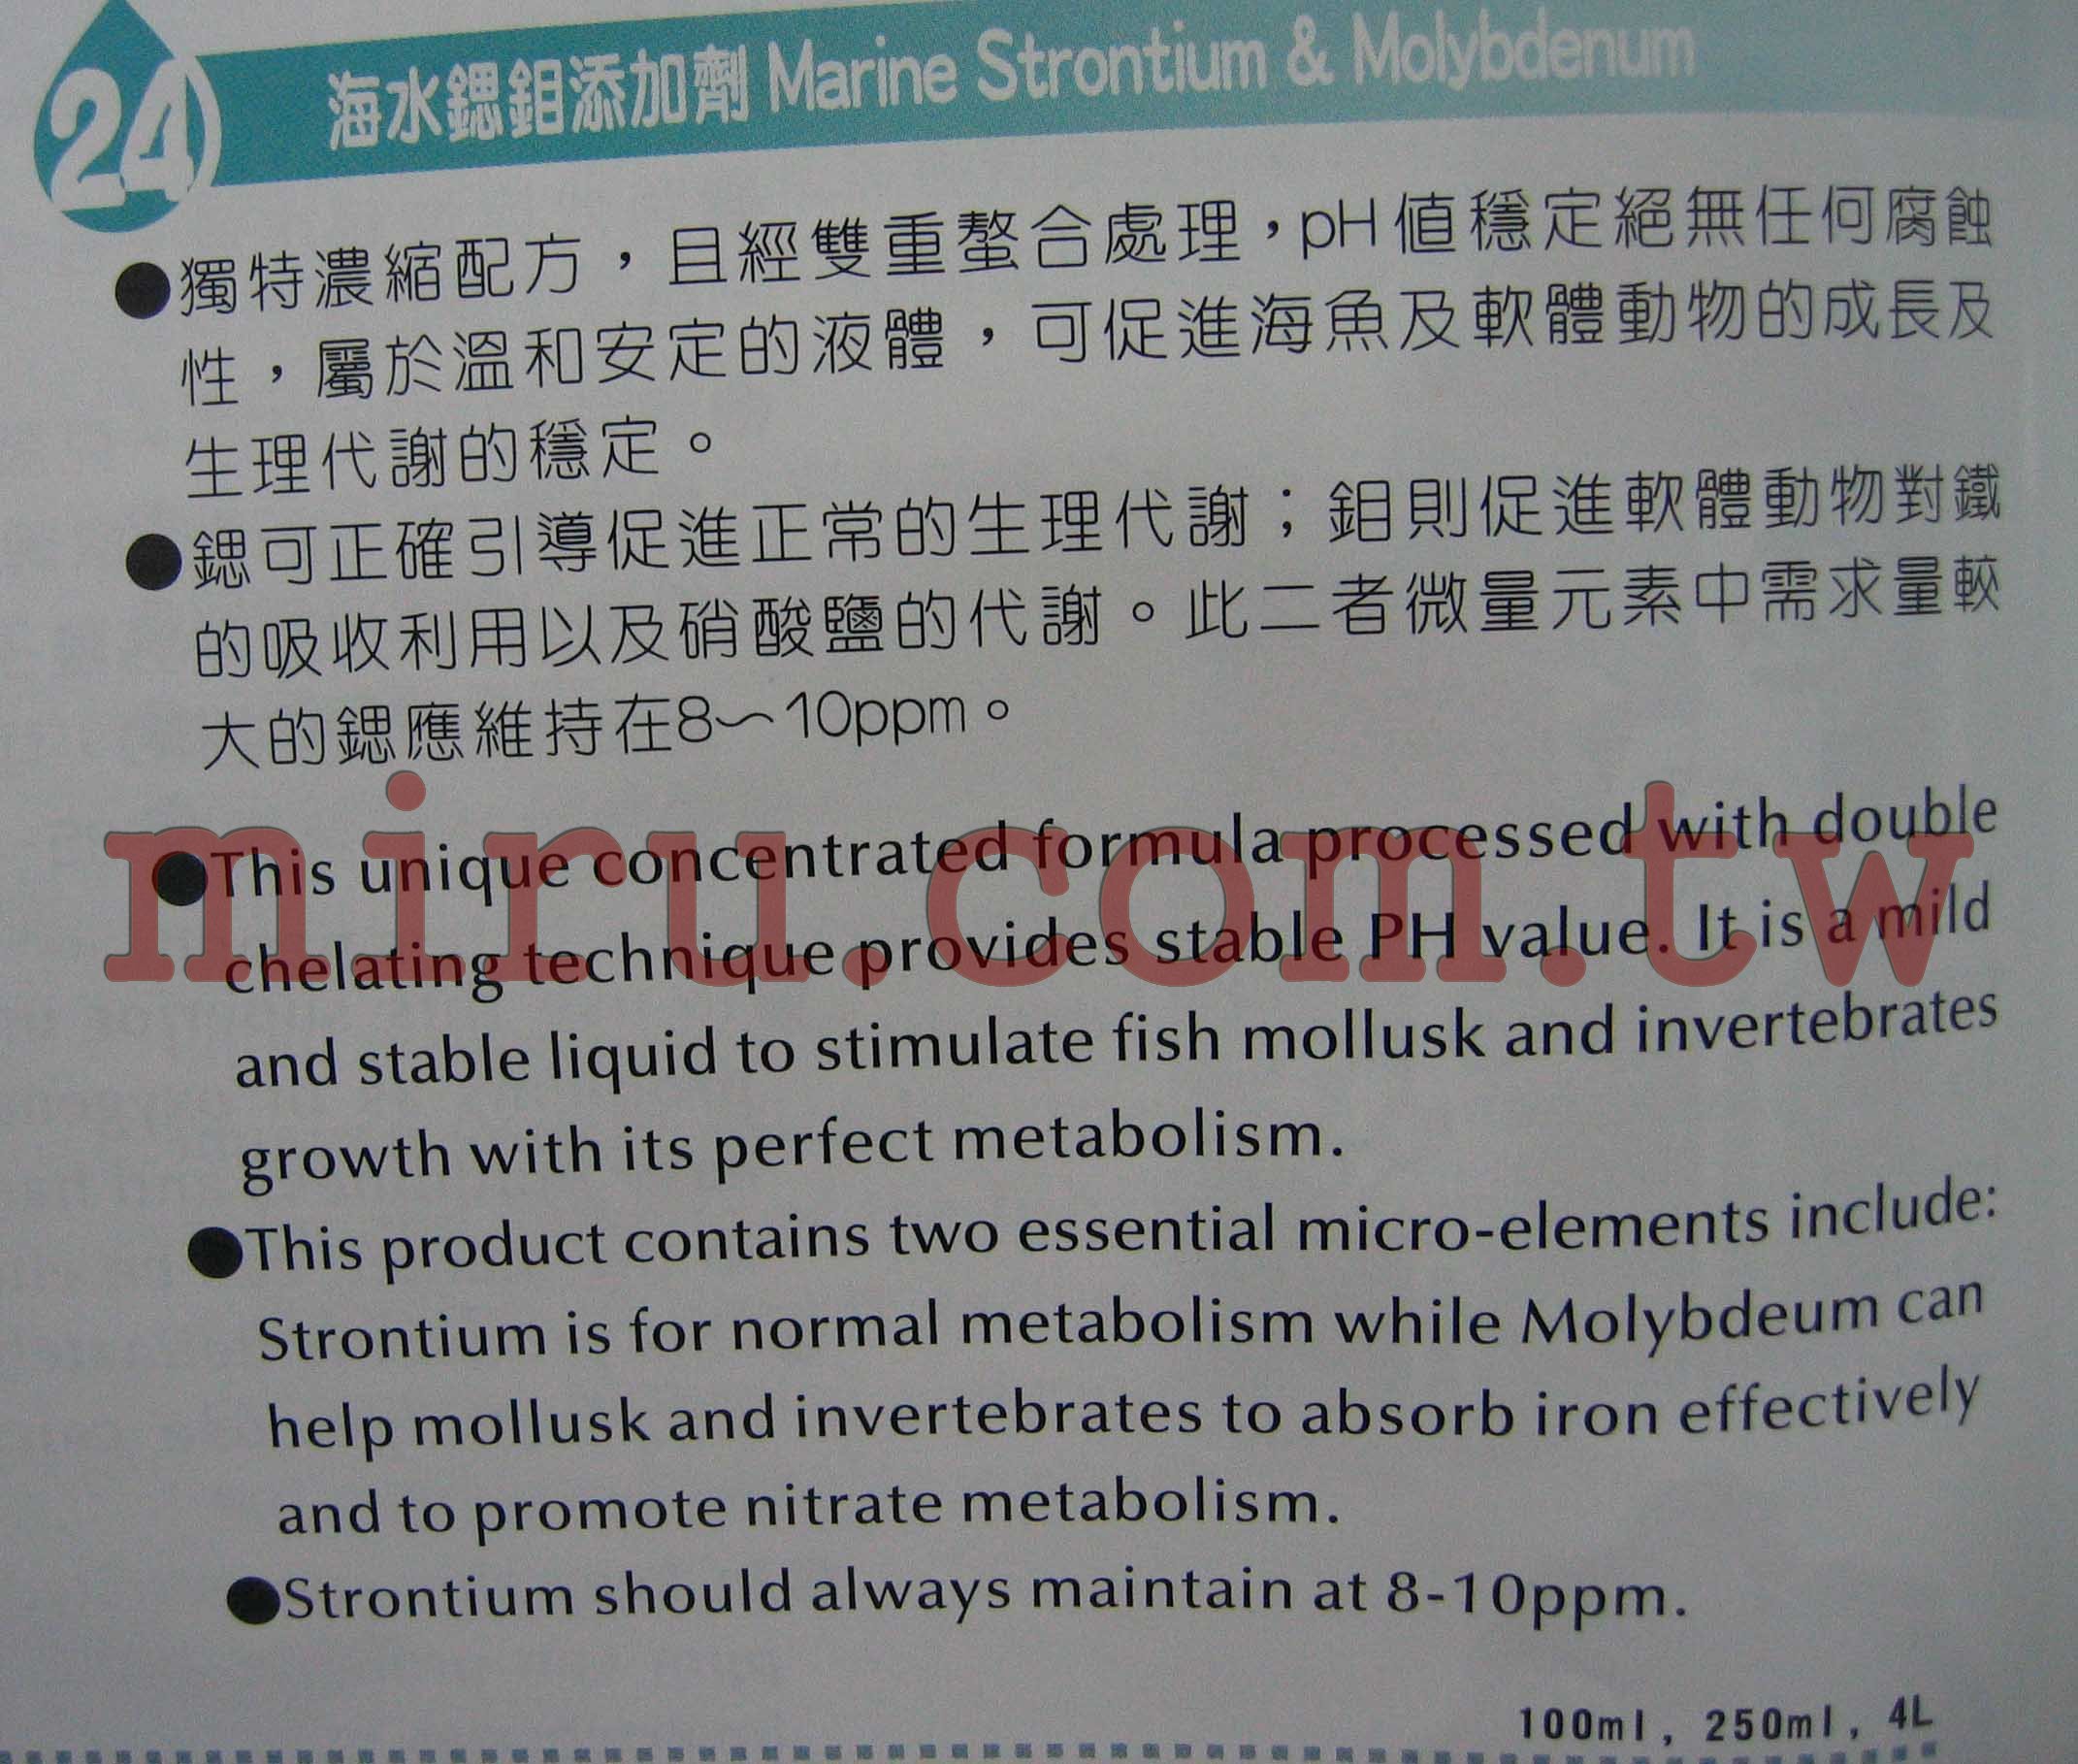 24
海水鍶鉬添加劑 Marine Strontium & Molybdenum
●獨特濃縮配方，且經雙重螯合處理，pH值穩定絕無任何腐蝕
性，屬於溫和安定的液體，可促進海魚及軟體動物的成長及
生理代謝的穩定。
●鍶可正確引導促進正常的生理代謝；鉬則促進軟體動物對鐵
的吸收利用以及硝酸鹽的代謝。此二者微量元素中需求量較
大的鍶應維持在8～10ppm。
miru.com.tw
●This unique concentrated formula processed with double
chelating technique provides stable PH value. It is a mild
and stable liquid to stimulate fish mollusk and invertebrates
growth with its perfect metabolism.
●This product contains two essential micro-elements include:
Strontium is for normal metabolism while Molybdeum can
help mollusk and invertebrates to absorb iron effectively
and to promote nitrate metabolism.
●Strontium should always maintain at 8-10ppm.
100ml, 250ml, 4L